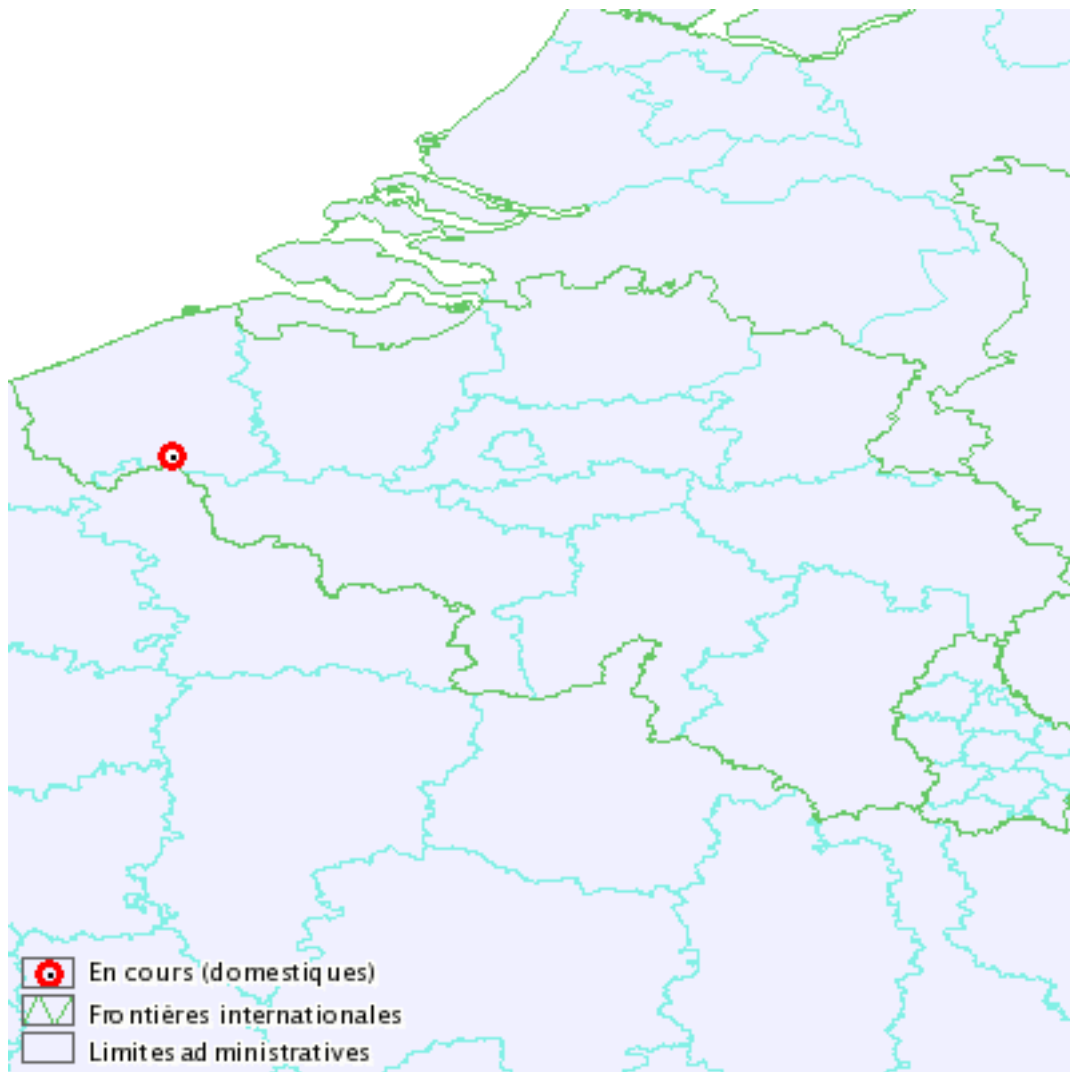 En cours (domestiques)
Frontières internationales
Limites administratives